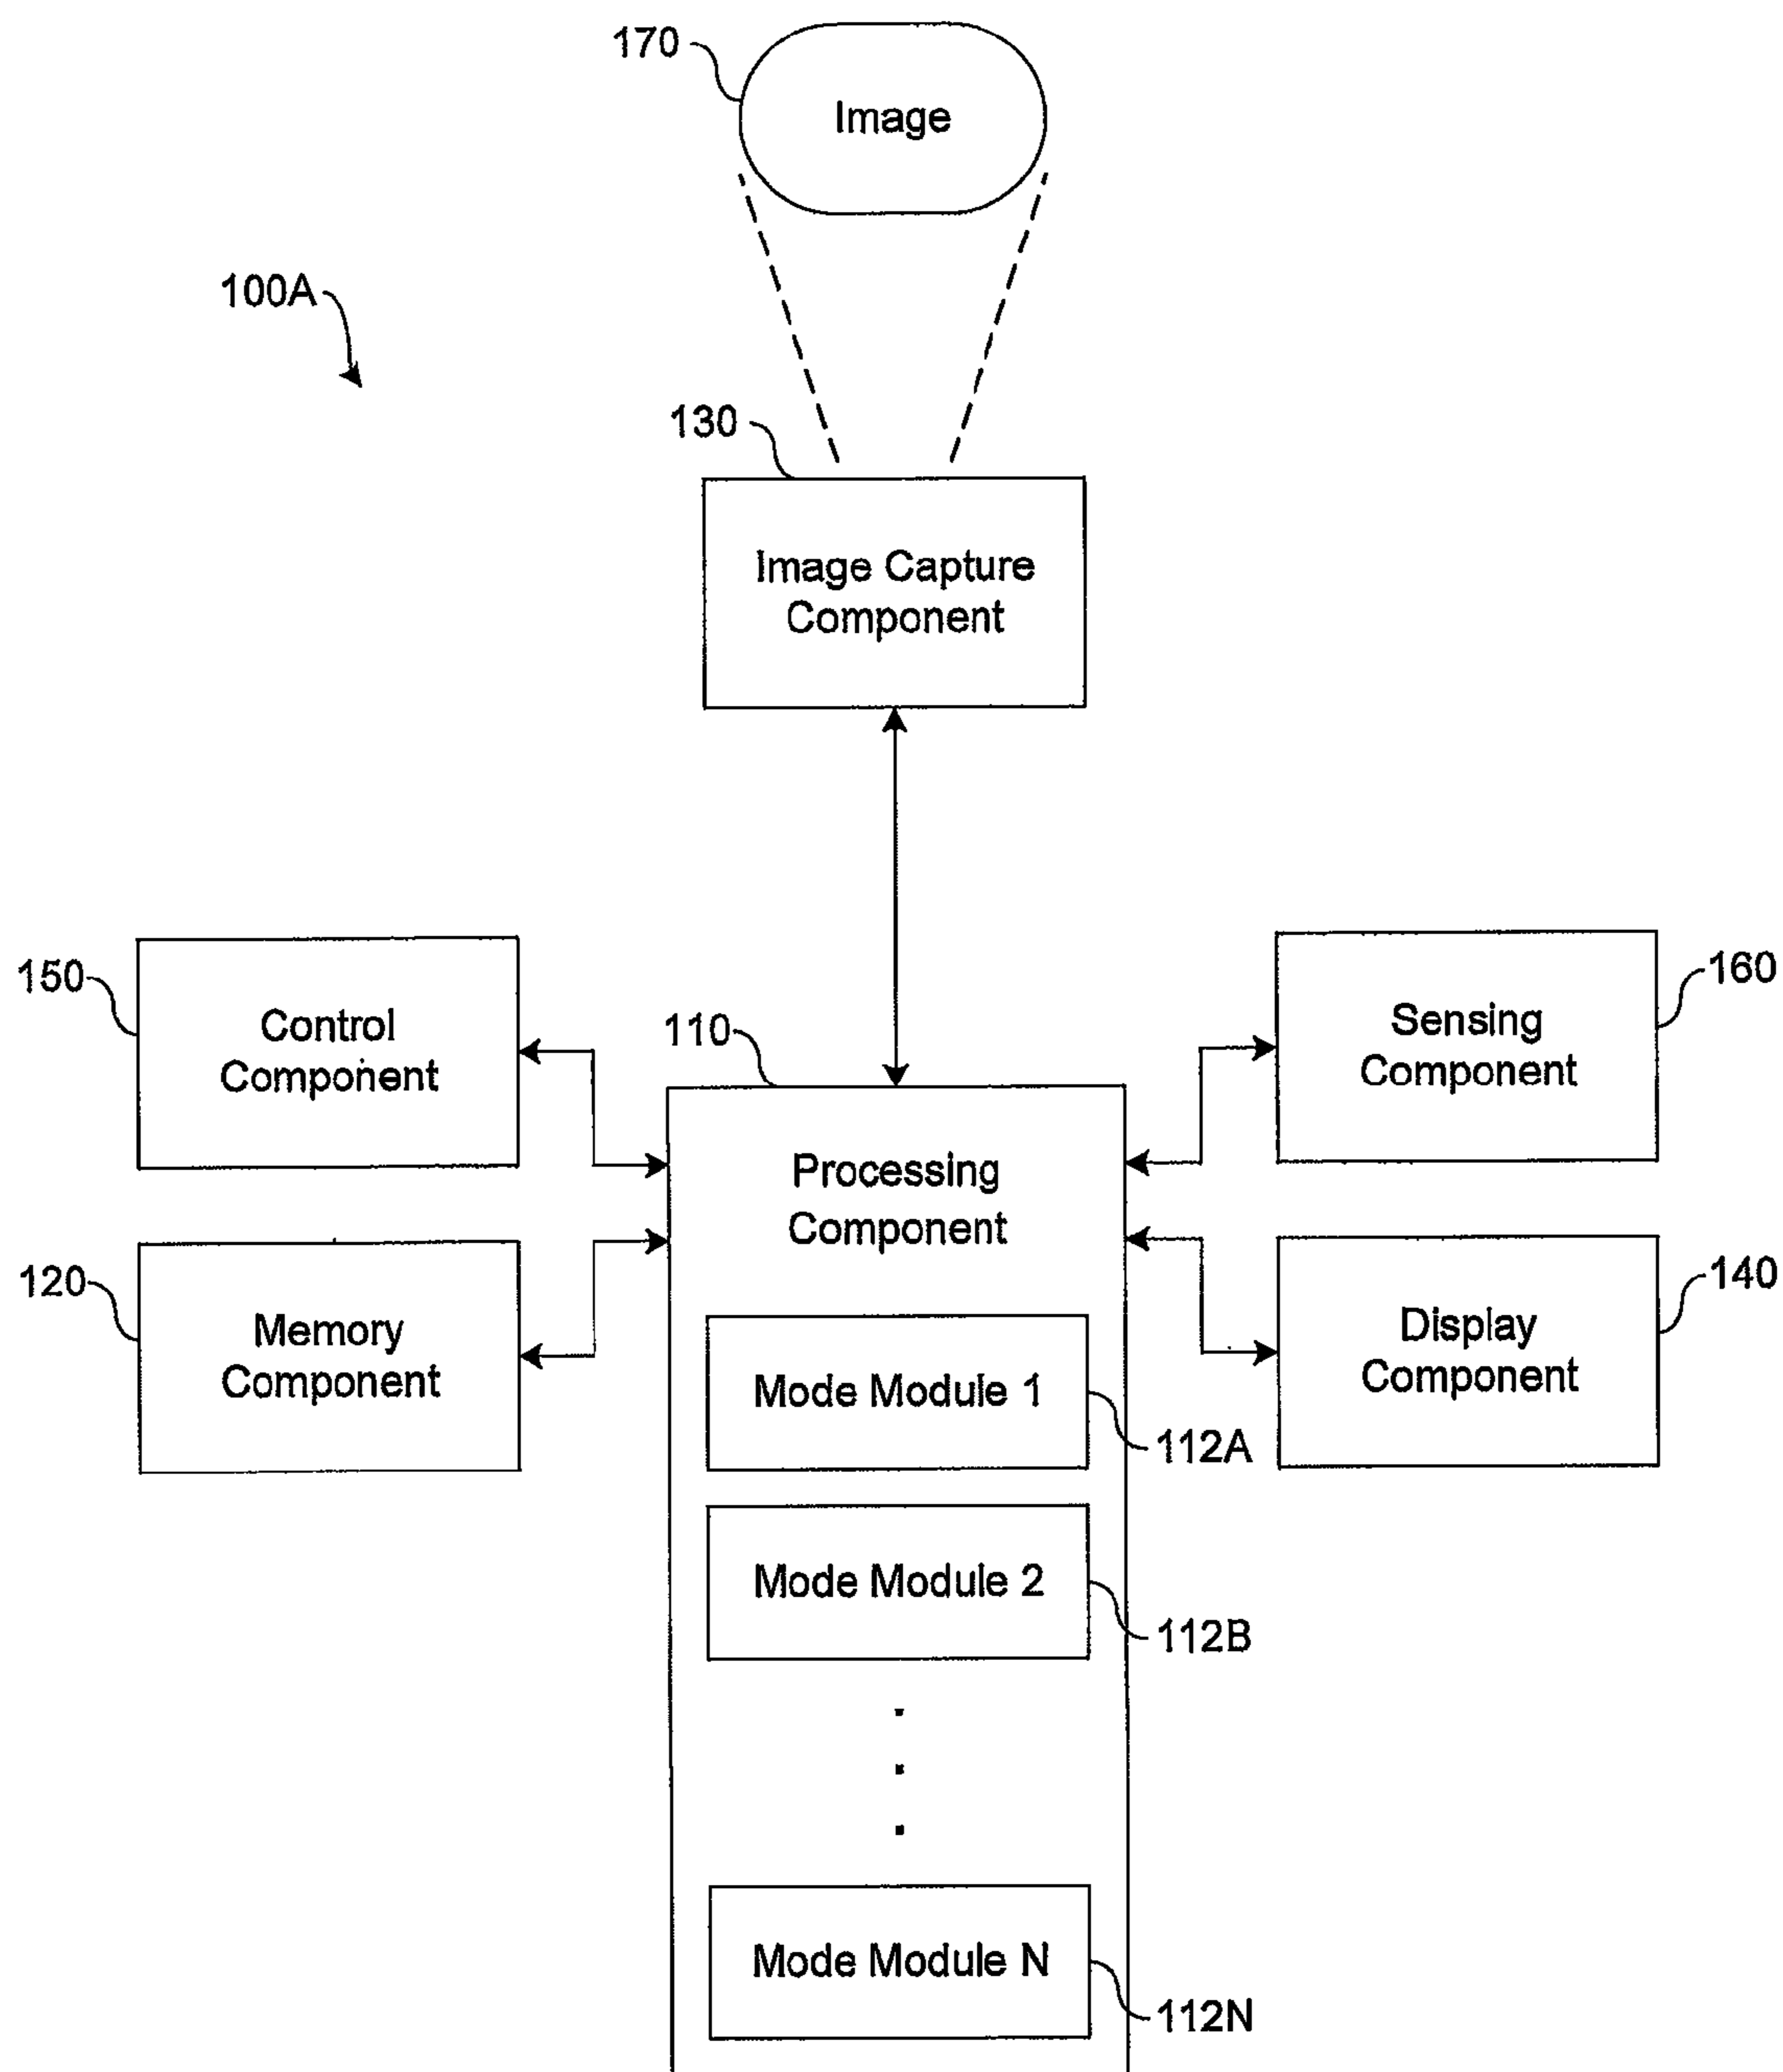 170
Image
100A
130
Image Capture
Component
150
Control
Component
160
Sensing
Component
110
Processing
Component
120
Memory
Component
140
Display
Component
Mode Module 1
112A
Mode Module 2
112B
Mode Module N
112N